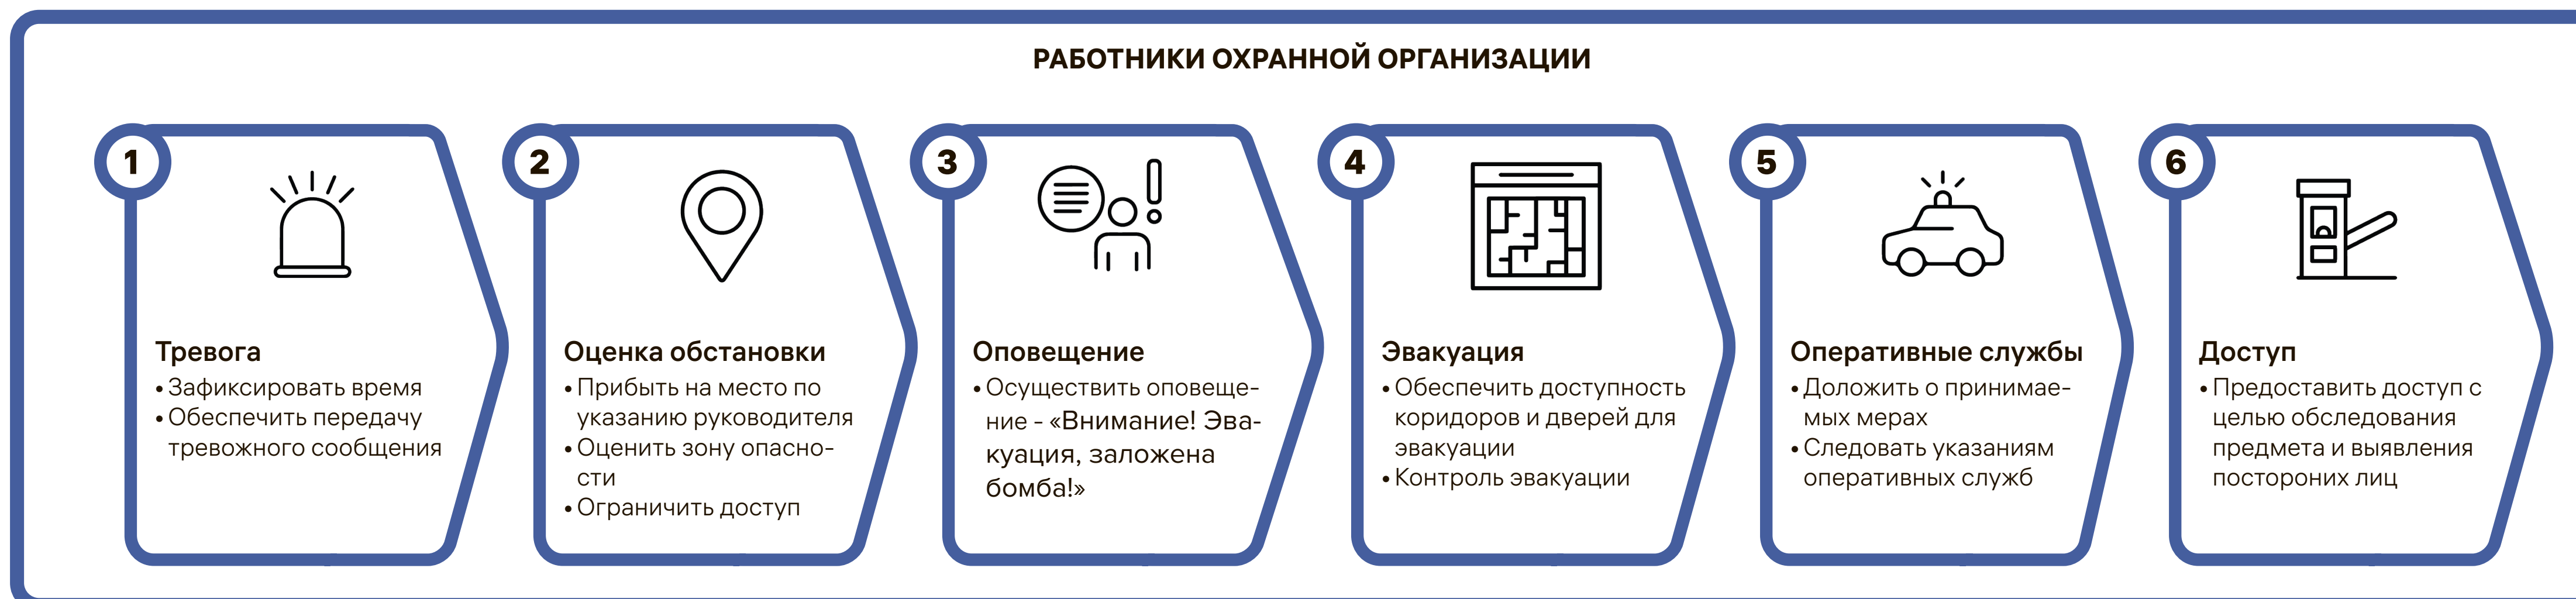 РАБОТНИКИ ОХРАННОЙ ОРГАНИЗАЦИИ
1
Тревога
• Зафиксировать время
• Обеспечить передачу
тревожного сообщения
2
Оценка обстановки
• Прибыть на место по
указанию руководителя
• Оценить зону опасно-
сти
• Ограничить доступ
3
Оповещение
• Осуществить оповеще-
ние - «Внимание! Эва-
куация, заложена
бомба!»
4
Эвакуация
• Обеспечить доступность
коридоров и дверей для
эвакуации
• Контроль эвакуации
5
Оперативные службы
• Доложить о принимае-
мых мерах
• Следовать указаниям
оперативных служб
6
Доступ
• Предоставить доступ с
целью обследования
предмета и выявления
постороних лиц